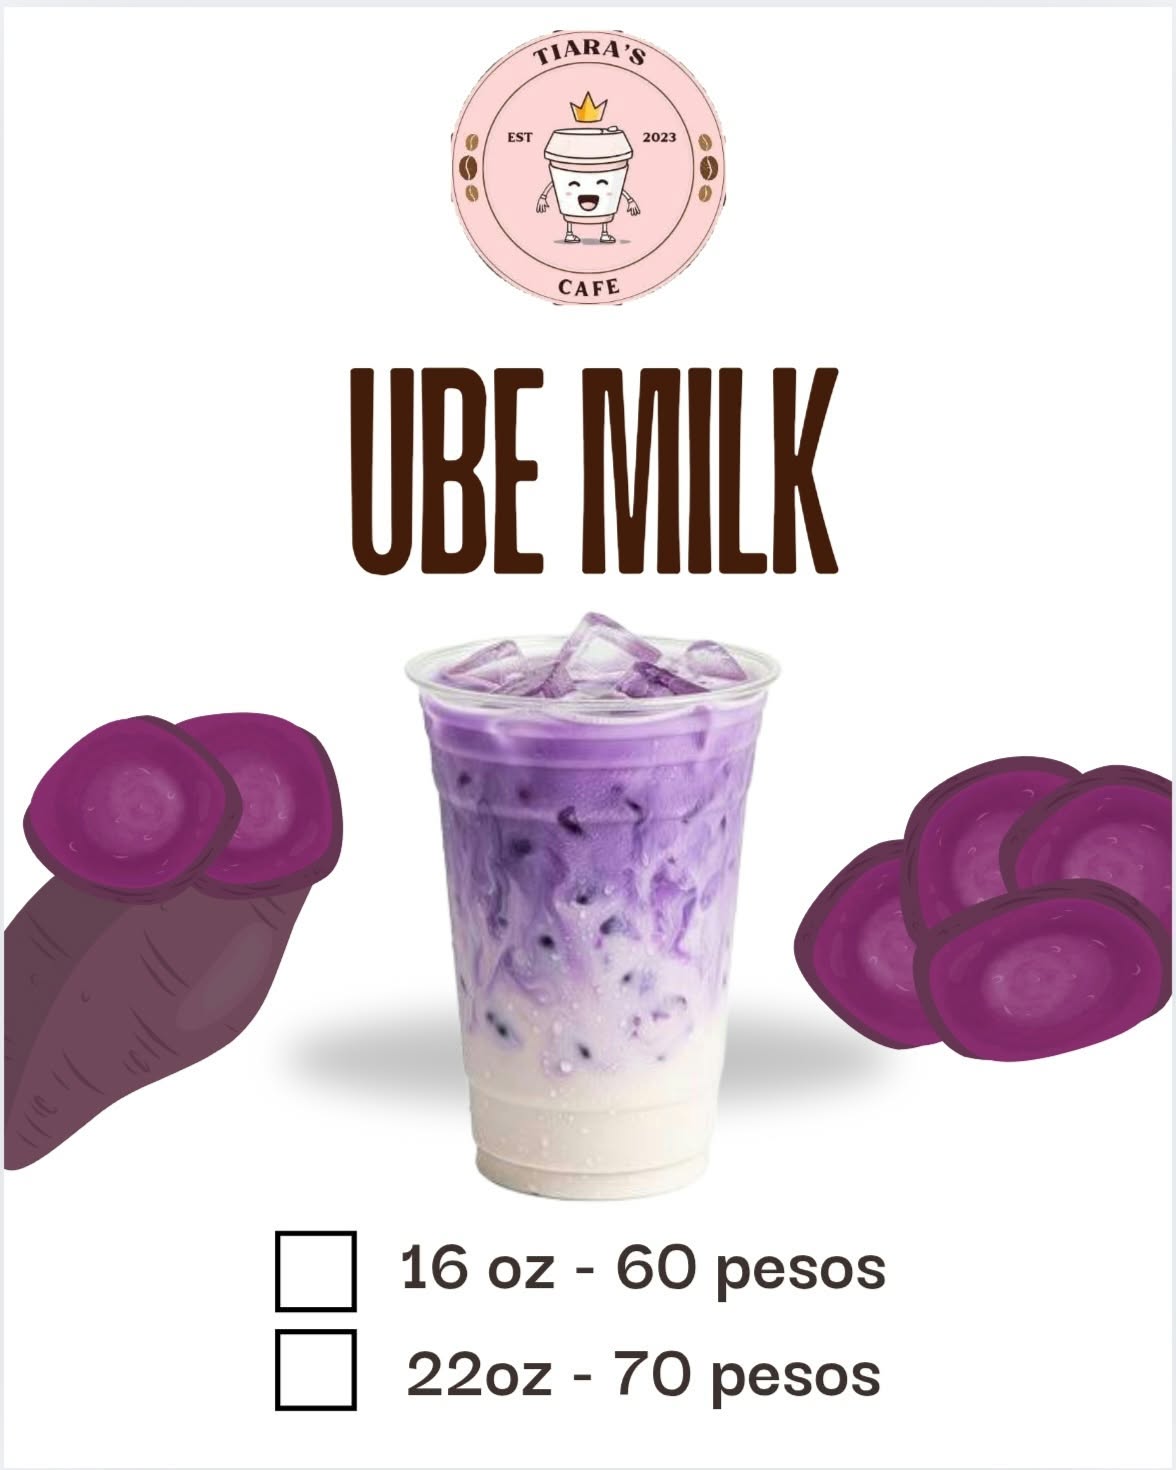 TIARA'S
EST 2023
CAFE
UBE MILK
16 oz - 60 pesos
22oz - 70 pesos